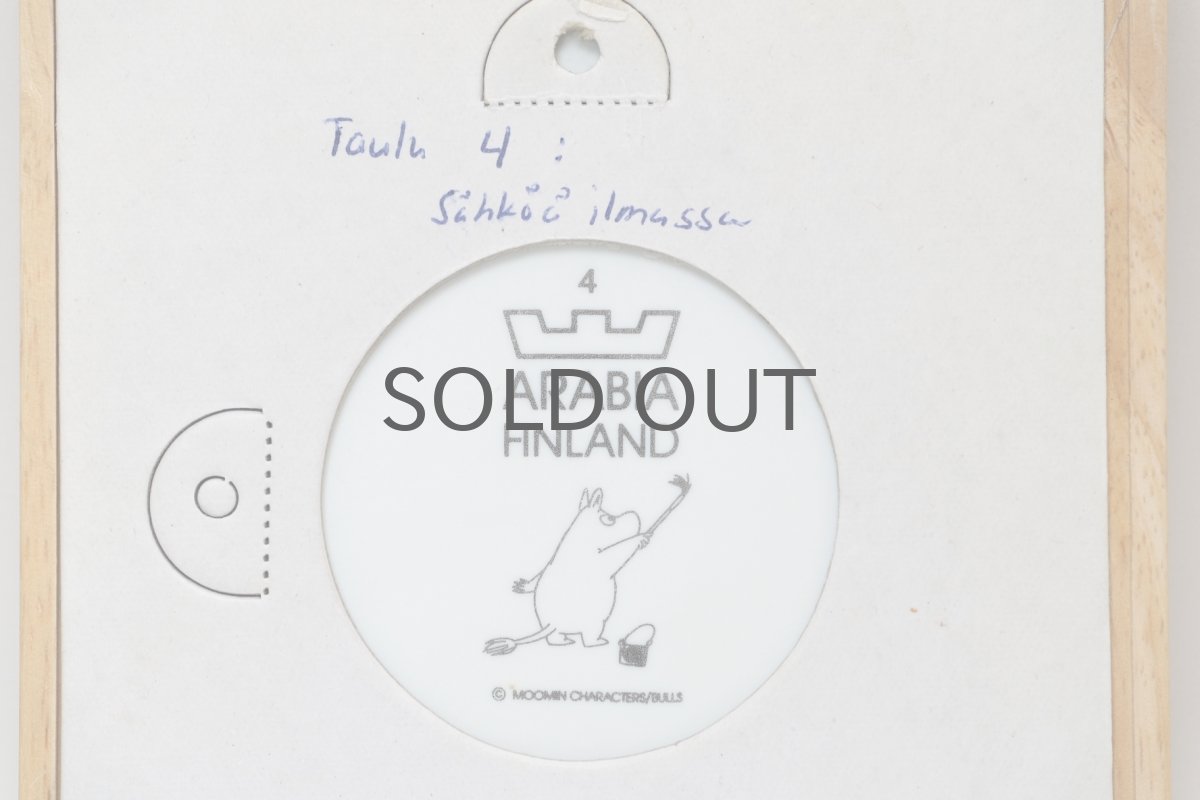 Taulu 4 :
Sähköä ilmassa
4
SOLD OUT
ARABIA
FINLAND
© MOOMIN CHARACTERS/BULLS